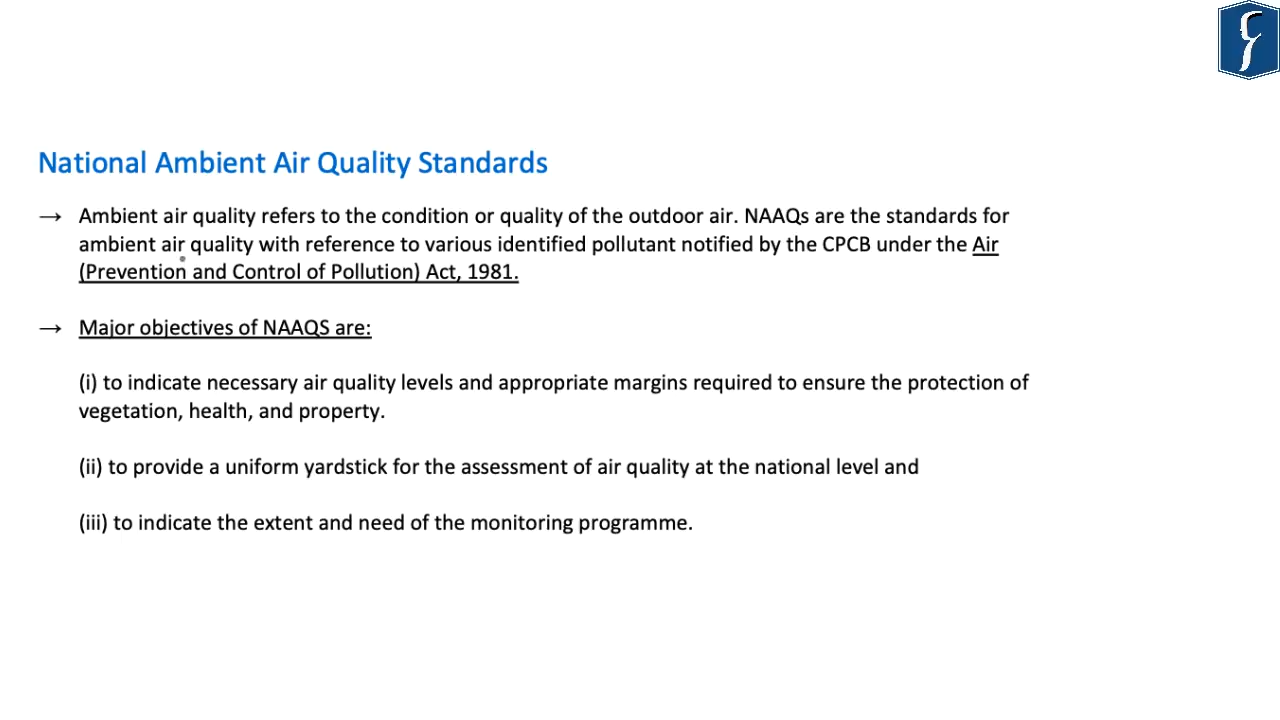 National Ambient Air Quality Standards
→ Ambient air quality refers to the condition or quality of the outdoor air. NAAQs are the standards for
ambient air quality with reference to various identified pollutant notified by the CPCB under the Air
(Prevention and Control of Pollution) Act, 1981.
→ Major objectives of NAAQS are:
(i) to indicate necessary air quality levels and appropriate margins required to ensure the protection of
vegetation, health, and property.
(ii) to provide a uniform yardstick for the assessment of air quality at the national level and
(iii) to indicate the extent and need of the monitoring programme.